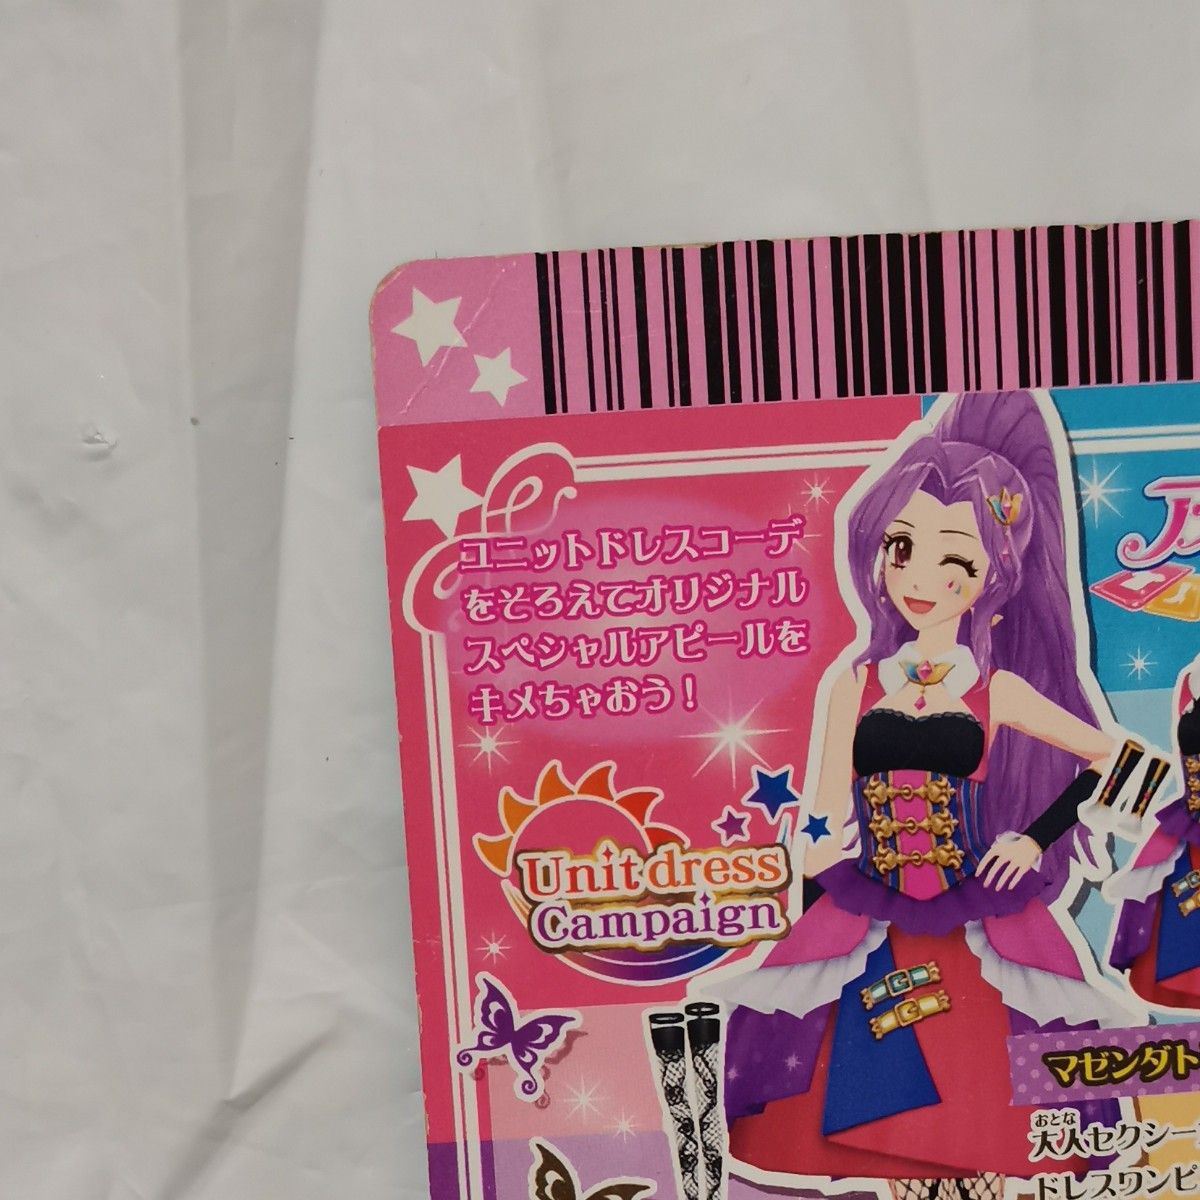 ユニットドレスコーデ
をそろえてオリジナル
スペシャルアピールを
キメちゃおう!
Unit dress
Campaign
マゼンダト
おとな
大人セクシー
ドレスワンピ